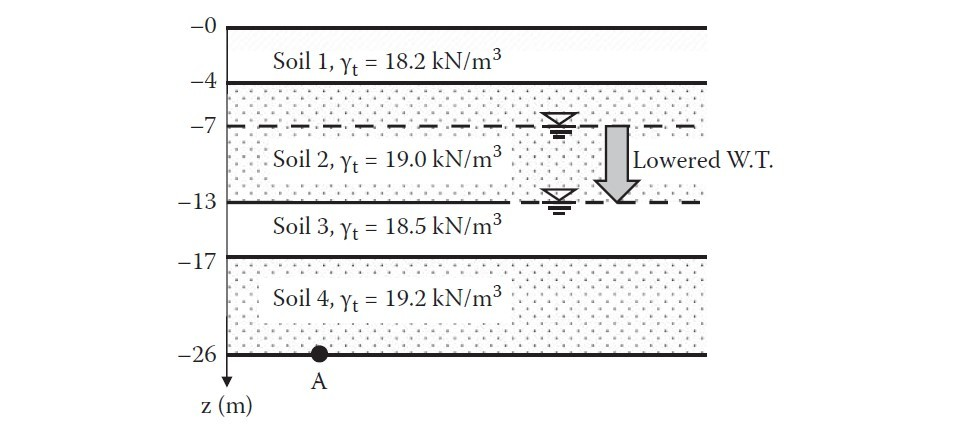 –0
Soil 1, γt = 18.2 kN/m³
–4
–7
Soil 2, γt = 19.0 kN/m³
Lowered W.T.
–13
Soil 3, γt = 18.5 kN/m³
–17
Soil 4, γt = 19.2 kN/m³
–26
A
z (m)